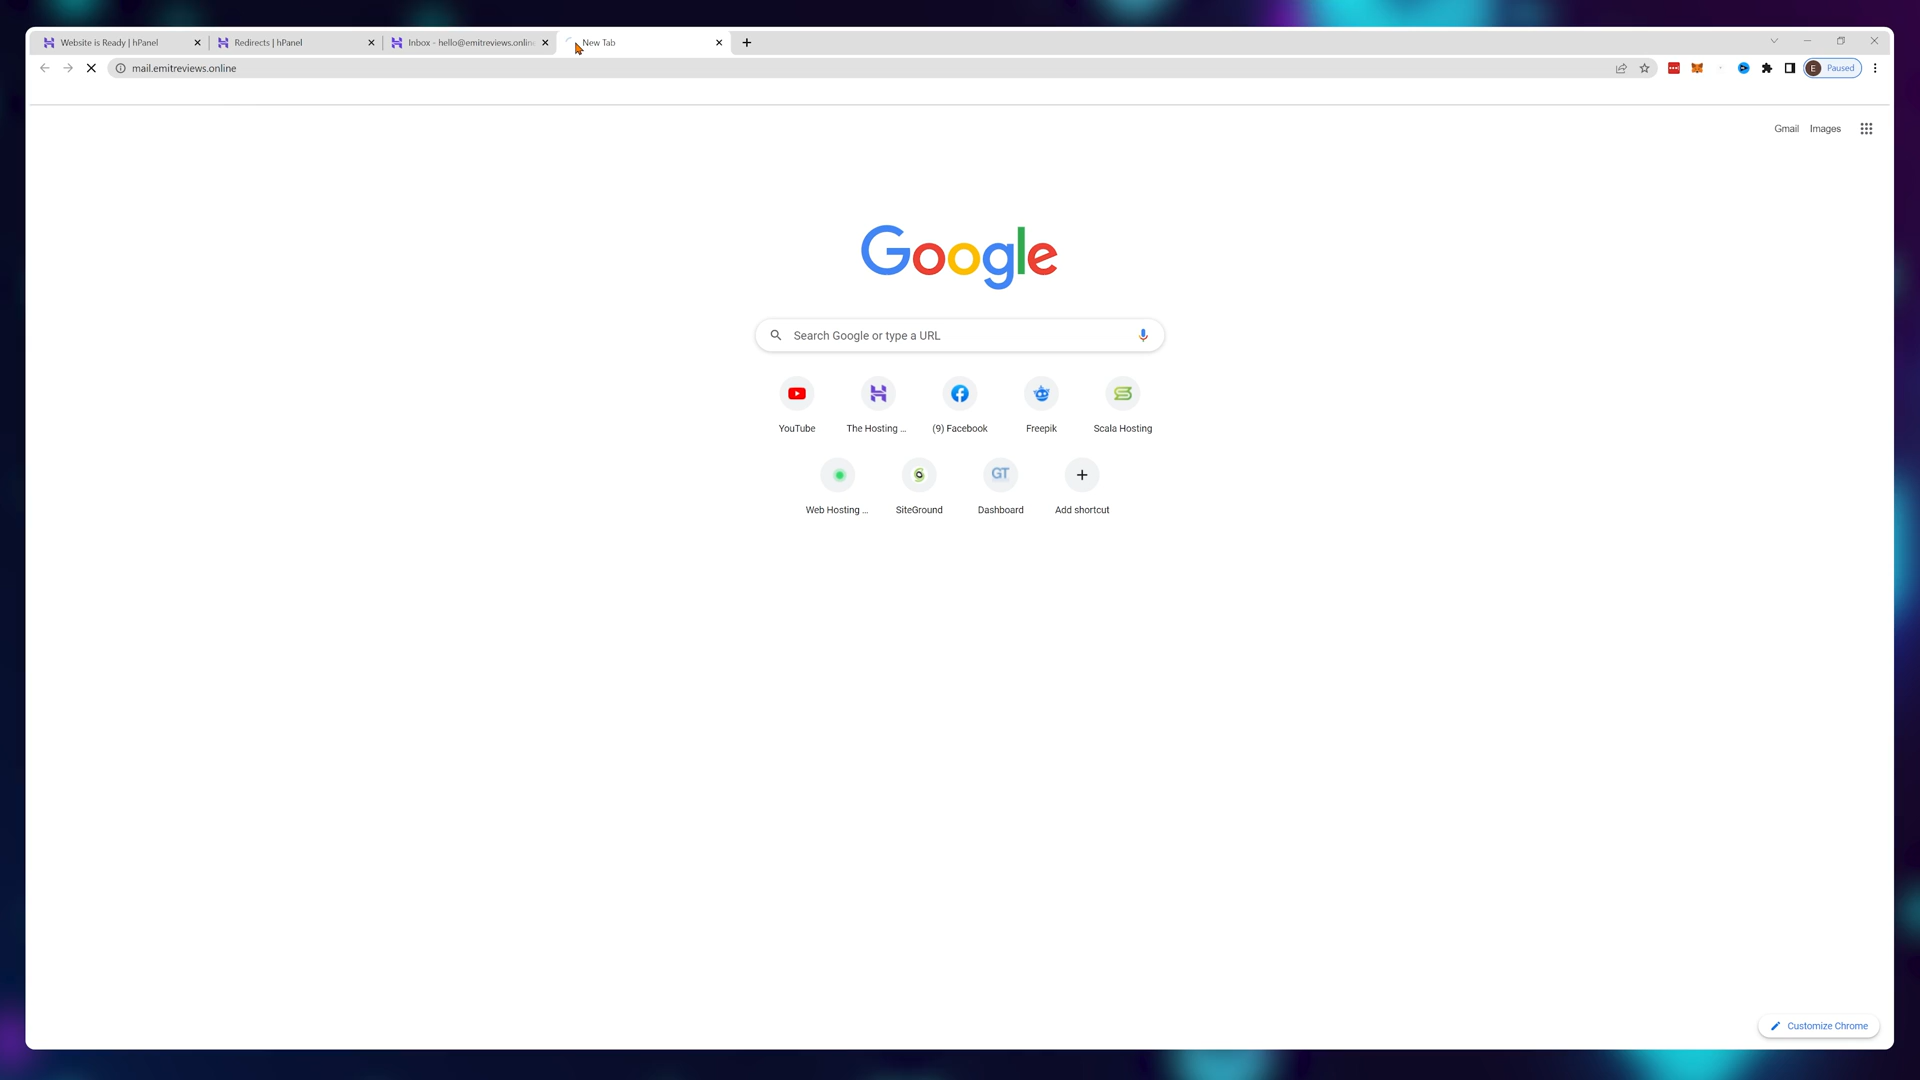 Website is Ready | hPanel
Redirects | hPanel
Inbox - hello@emitreviews.online
New Tab
mail.emitreviews.online
E Paused
Gmail Images
Google
Search Google or type a URL
YouTube
The Hosting ...
(9) Facebook
Freepik
Scala Hosting
GT
Web Hosting ...
SiteGround
Dashboard
Add shortcut
Customize Chrome